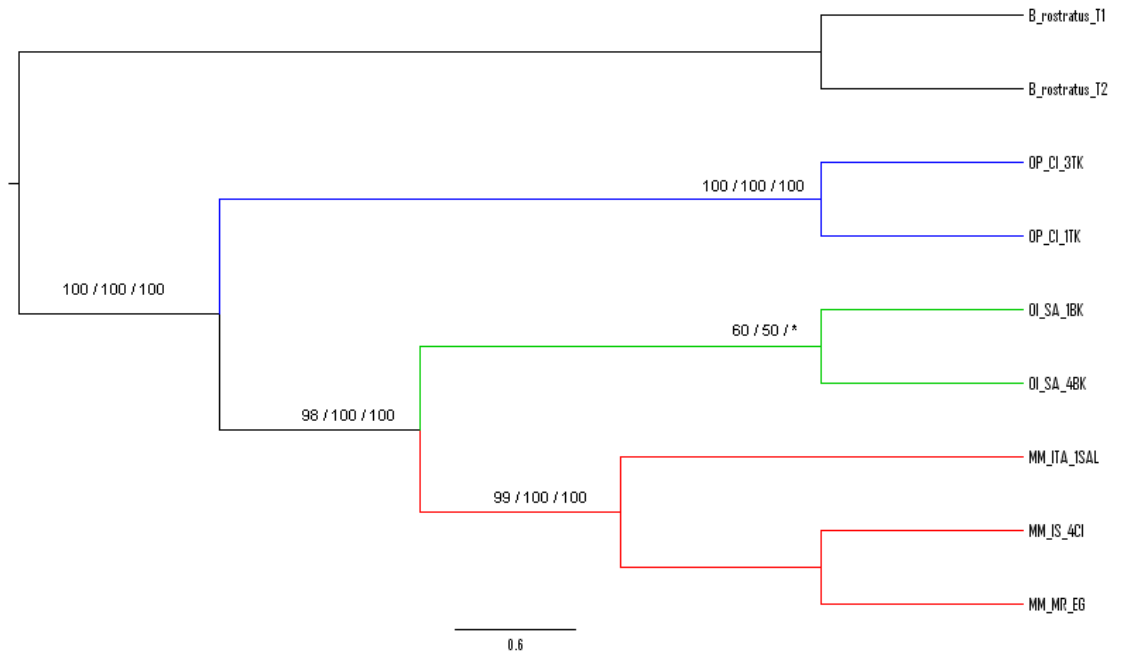 B_rostratus_T1
B_rostratus_T2
OP_CI_3TK
100 / 100 / 100
OP_CI_1TK
100 / 100 / 100
OI_SA_1BK
60 / 50 / *
OI_SA_4BK
98 / 100 / 100
MM_ITA_1SAL
99 / 100 / 100
MM_IS_4CI
MM_MR_EG
0.6